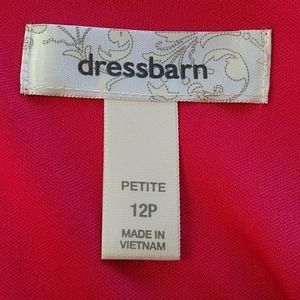 dressbarn
PETITE
12P
MADE IN
VIETNAM